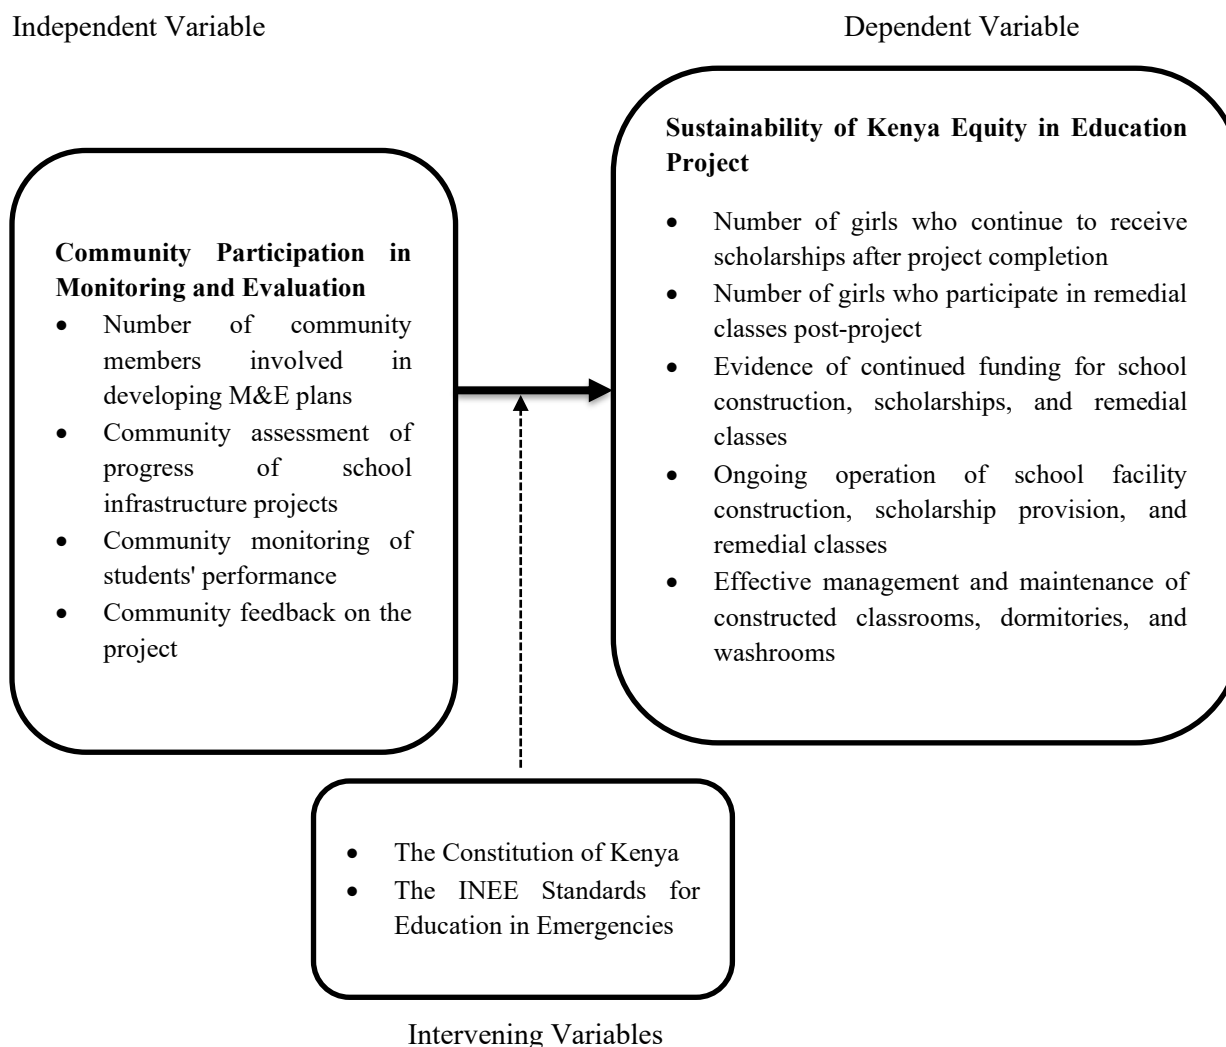 Independent Variable
Dependent Variable
Community Participation in
Monitoring and Evaluation
• Number of community
members involved in
developing M&E plans
• Community assessment of
progress of school
infrastructure projects
• Community monitoring of
students' performance
• Community feedback on the
project
Sustainability of Kenya Equity in Education
Project
• Number of girls who continue to receive
scholarships after project completion
• Number of girls who participate in remedial
classes post-project
• Evidence of continued funding for school
construction, scholarships, and remedial
classes
• Ongoing operation of school facility
construction, scholarship provision, and
remedial classes
• Effective management and maintenance of
constructed classrooms, dormitories, and
washrooms
• The Constitution of Kenya
• The INEE Standards for
Education in Emergencies
Intervening Variables